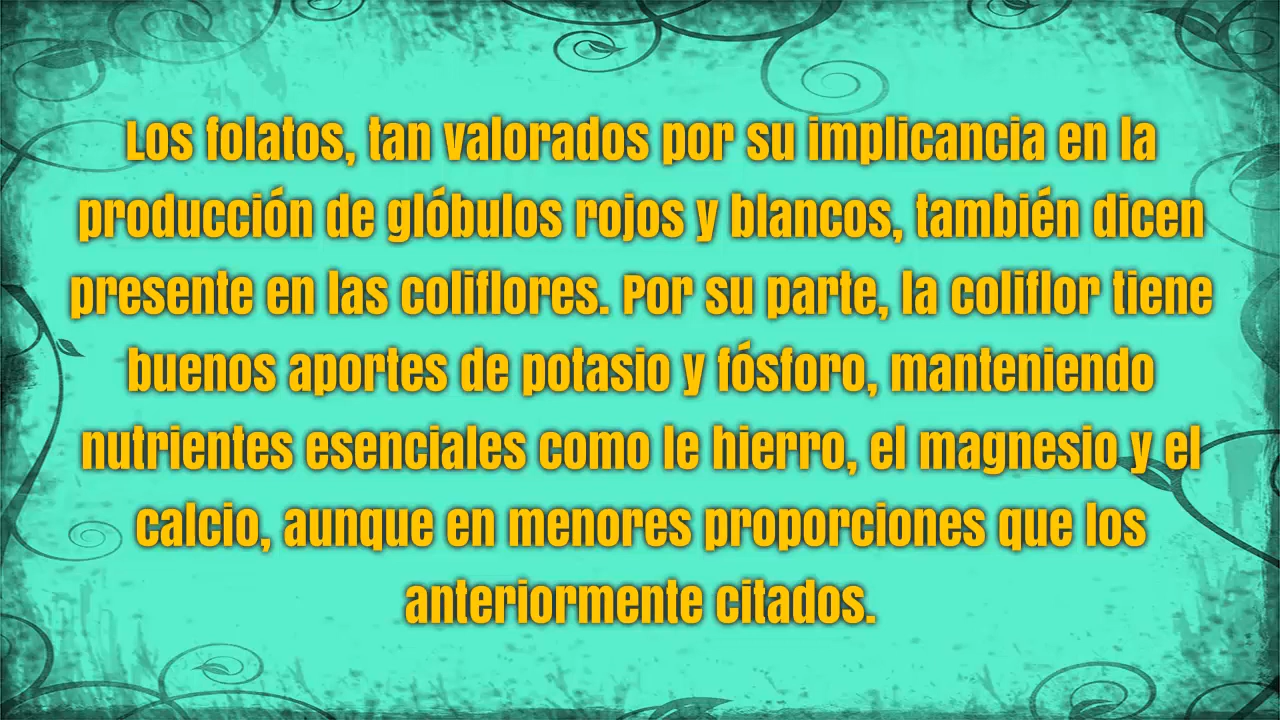 Los folatos, tan valorados por su implicancia en la
producción de glóbulos rojos y blancos, también dicen
presente en las coliflores. Por su parte, la coliflor tiene
buenos aportes de potasio y fósforo, manteniendo
nutrientes esenciales como le hierro, el magnesio y el
calcio, aunque en menores proporciones que los
anteriormente citados.